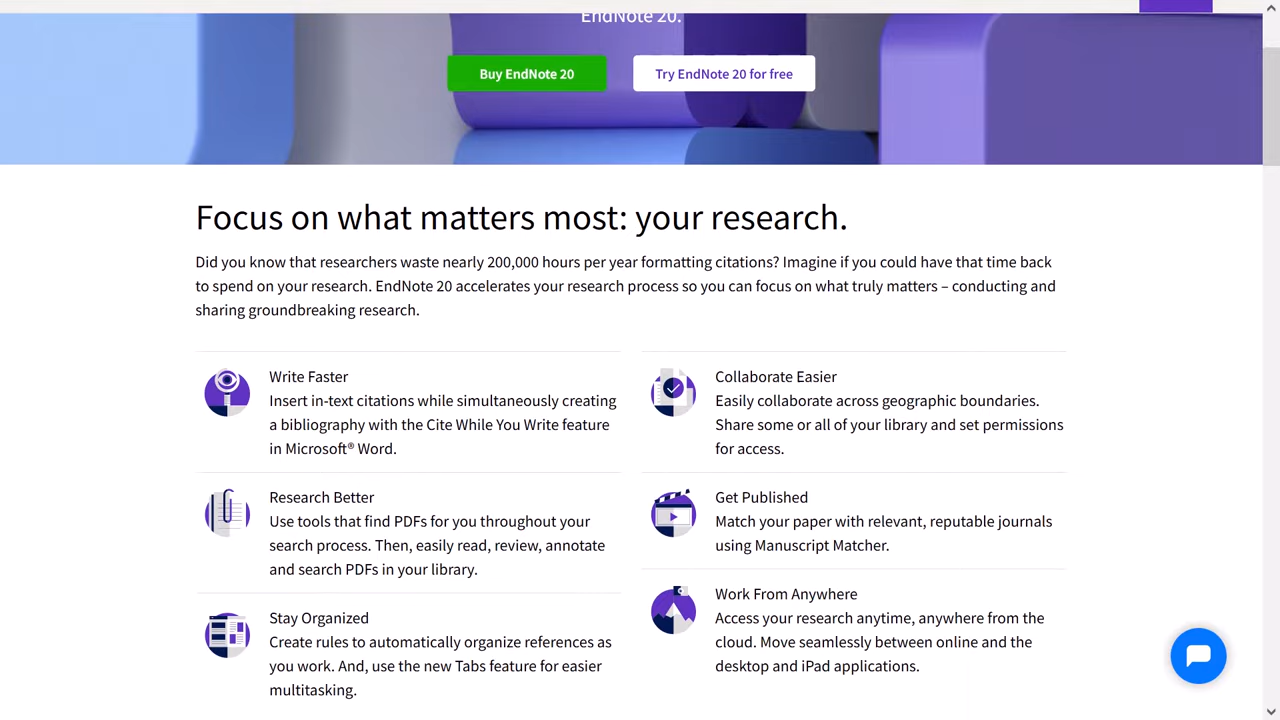 EndNote 20.
Buy EndNote 20
Try EndNote 20 for free
Focus on what matters most: your research.
Did you know that researchers waste nearly 200,000 hours per year formatting citations? Imagine if you could have that time back
to spend on your research. EndNote 20 accelerates your research process so you can focus on what truly matters – conducting and
sharing groundbreaking research.
Write Faster
Insert in-text citations while simultaneously creating
a bibliography with the Cite While You Write feature
in Microsoft® Word.
Research Better
Use tools that find PDFs for you throughout your
search process. Then, easily read, review, annotate
and search PDFs in your library.
Stay Organized
Create rules to automatically organize references as
you work. And, use the new Tabs feature for easier
multitasking.
Collaborate Easier
Easily collaborate across geographic boundaries.
Share some or all of your library and set permissions
for access.
Get Published
Match your paper with relevant, reputable journals
using Manuscript Matcher.
Work From Anywhere
Access your research anytime, anywhere from the
cloud. Move seamlessly between online and the
desktop and iPad applications.